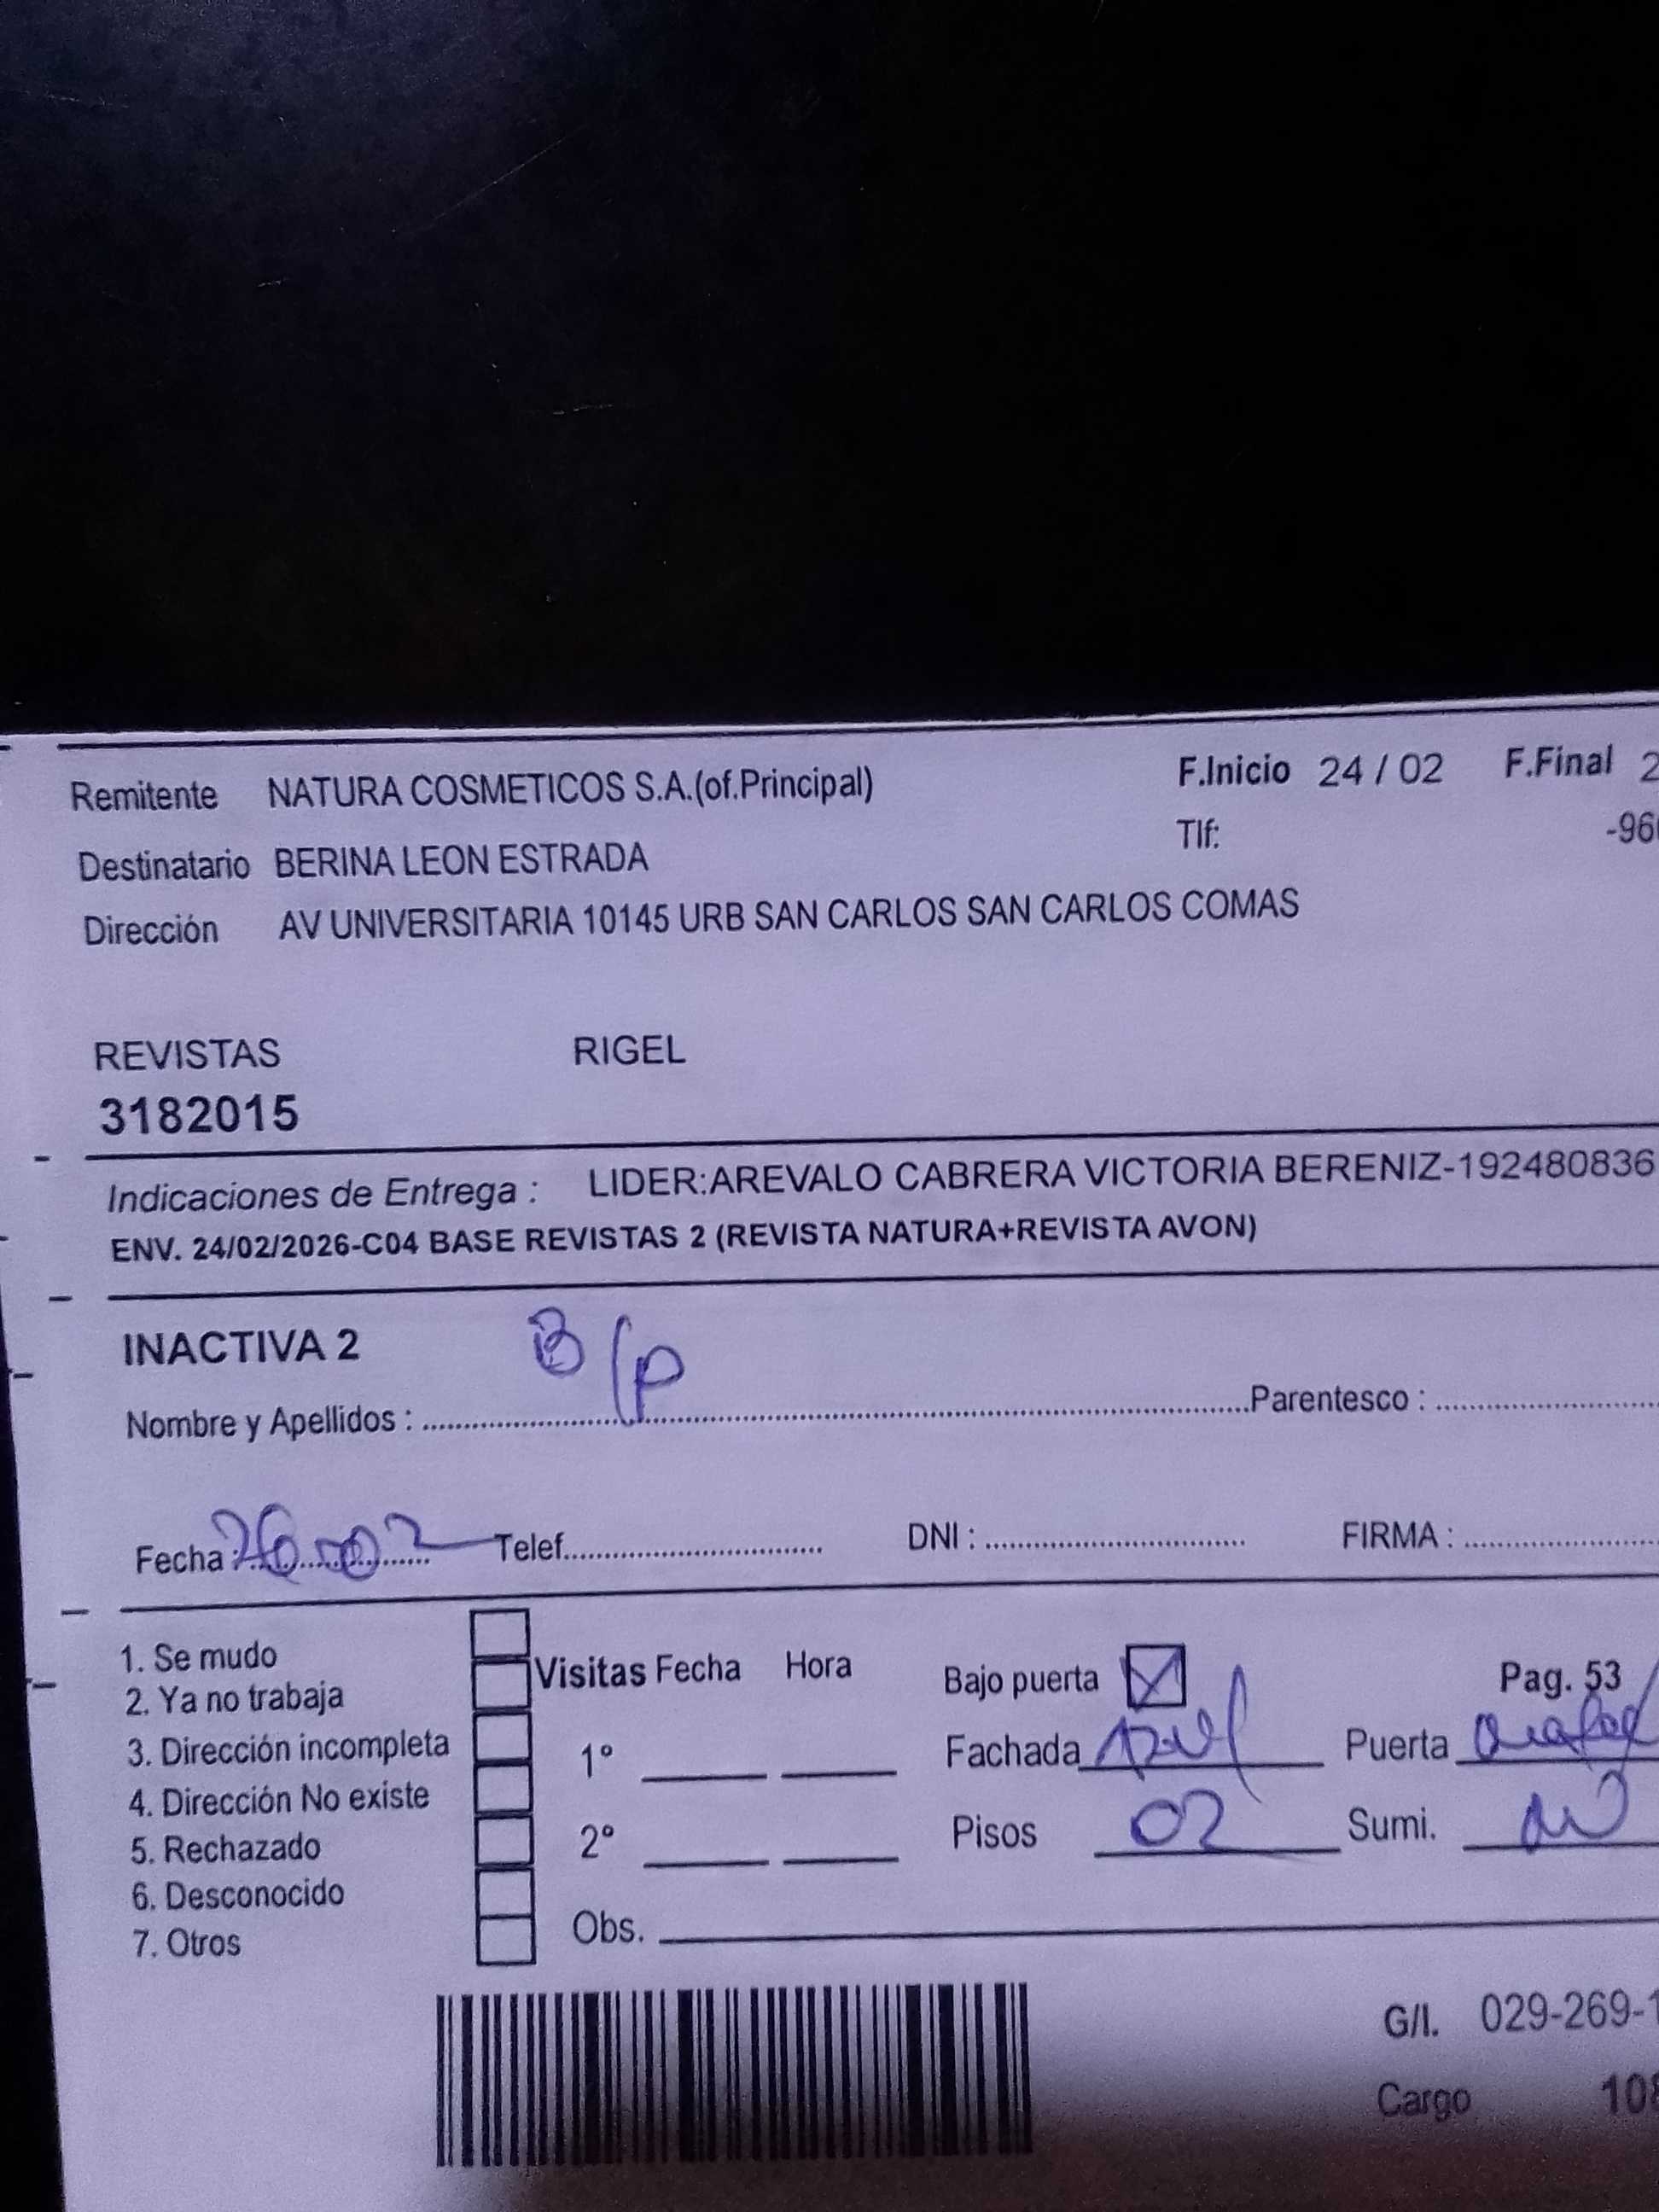 Remitente NATURA COSMETICOS S.A.(of.Principal) F.Inicio 24 / 02 F.Final 2
Destinatario BERINA LEON ESTRADA Tlf: -96
Dirección AV UNIVERSITARIA 10145 URB SAN CARLOS SAN CARLOS COMAS
REVISTAS RIGEL
3182015
Indicaciones de Entrega : LIDER:AREVALO CABRERA VICTORIA BERENIZ-192480836
ENV. 24/02/2026-C04 BASE REVISTAS 2 (REVISTA NATURA+REVISTA AVON)
INACTIVA 2 B/P
Nombre y Apellidos : Parentesco :
Fecha : 26-02 Telef. DNI : FIRMA :
1. Se mudo
2. Ya no trabaja
3. Dirección incompleta
4. Dirección No existe
5. Rechazado
6. Desconocido
7. Otros
Visitas Fecha Hora
1º
2º
Obs.
Bajo puerta Pag. 53
Fachada Azul Puerta
Pisos 02 Sumi.
G/I. 029-269-1
Cargo 108